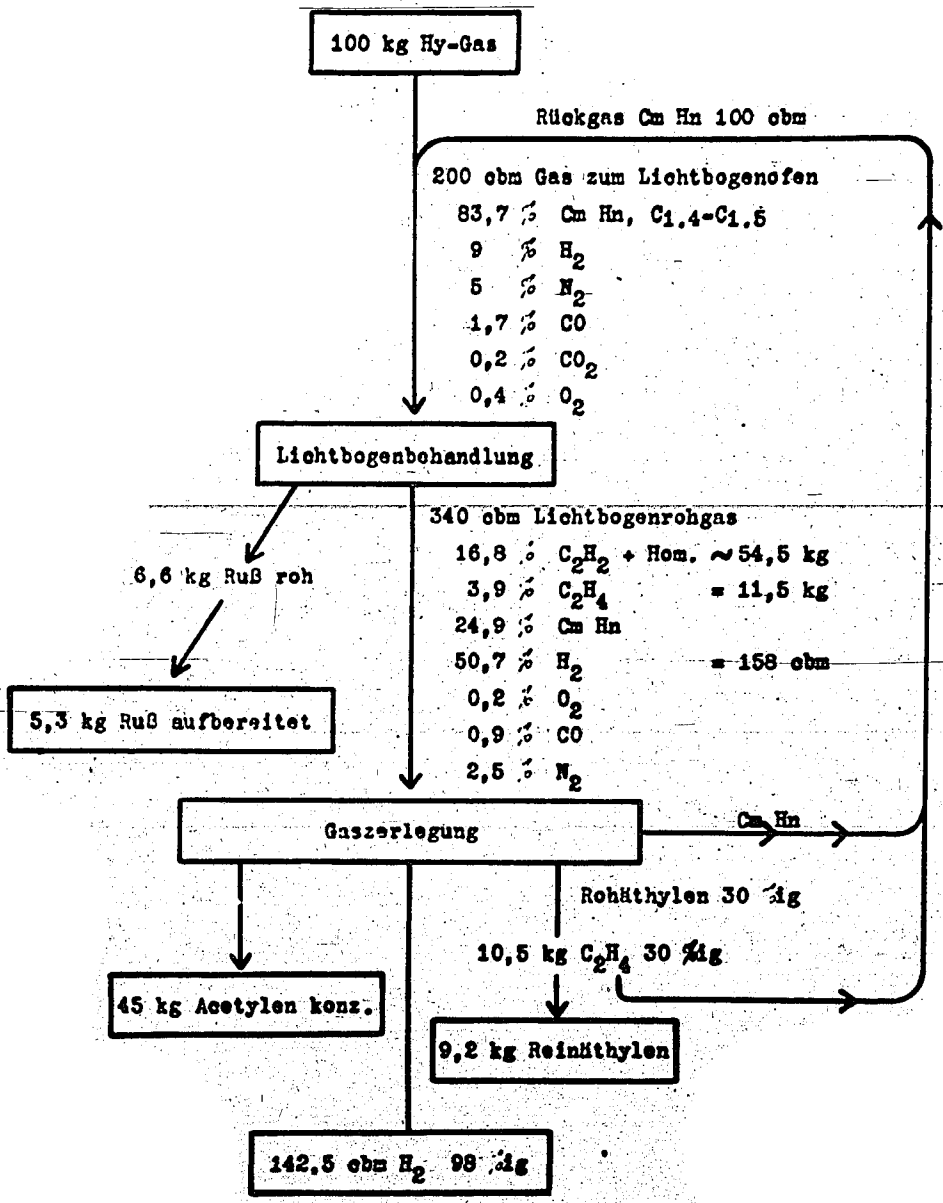 100 kg Hy-Gas
Rückgas Cm Hn 100 cbm
200 cbm Gas zum Lichtbogenofen
83,7 % Cm Hn, C1.4=C1.5
9 % H2
5 % N2
1,7 % CO
0,2 % CO2
0,4 % O2
Lichtbogenbehandlung
340 cbm Lichtbogenrohgas
16,8 % C2H2 + Hom. ≈ 54,5 kg
3,9 % C2H4 = 11,5 kg
24,9 % Cm Hn
50,7 % H2 = 158 cbm
0,2 % O2
0,9 % CO
2,5 % N2
6,6 kg Ruß roh
5,3 kg Ruß aufbereitet
Gaszerlegung
Cm Hn
Rohäthylen 30 %ig
10,5 kg C2H4 30 %ig
45 kg Acetylen konz.
9,2 kg Reinäthylen
142,5 cbm H2 98 %ig